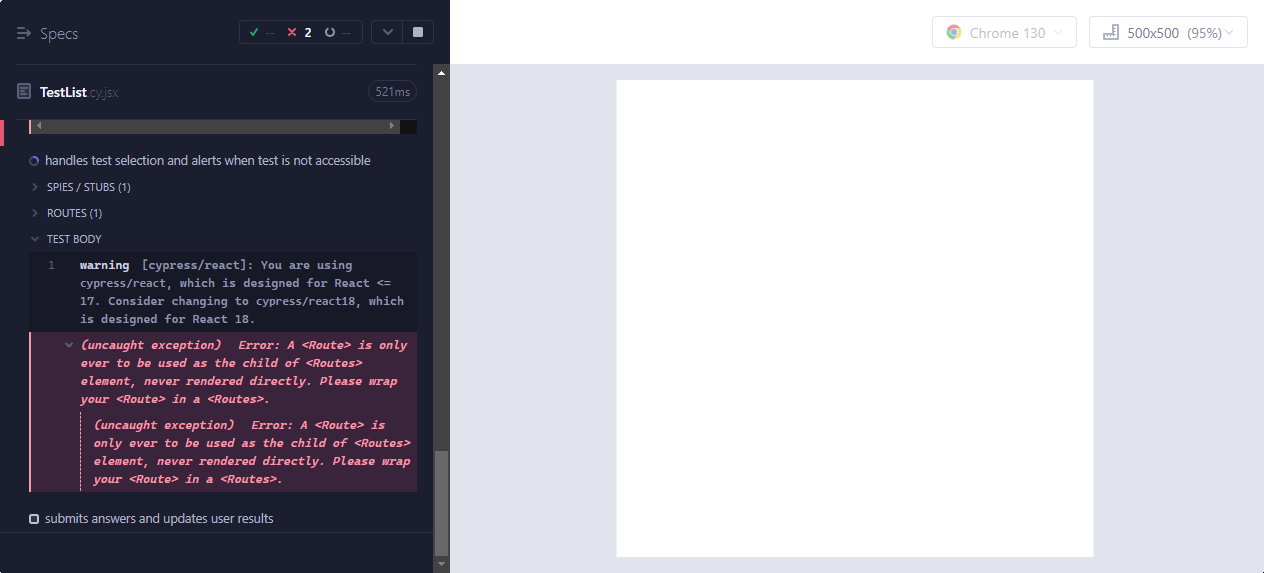 Specs
-- 2 --
Chrome 130
500x500 (95%)
TestList.cy.jsx
521ms
handles test selection and alerts when test is not accessible
SPIES / STUBS (1)
ROUTES (1)
TEST BODY
1 warning [cypress/react]: You are using
cypress/react, which is designed for React <=
17. Consider changing to cypress/react18, which
is designed for React 18.
(uncaught exception) Error: A <Route> is only
ever to be used as the child of <Routes>
element, never rendered directly. Please wrap
your <Route> in a <Routes>.
(uncaught exception) Error: A <Route> is
only ever to be used as the child of <Routes>
element, never rendered directly. Please wrap
your <Route> in a <Routes>.
submits answers and updates user results